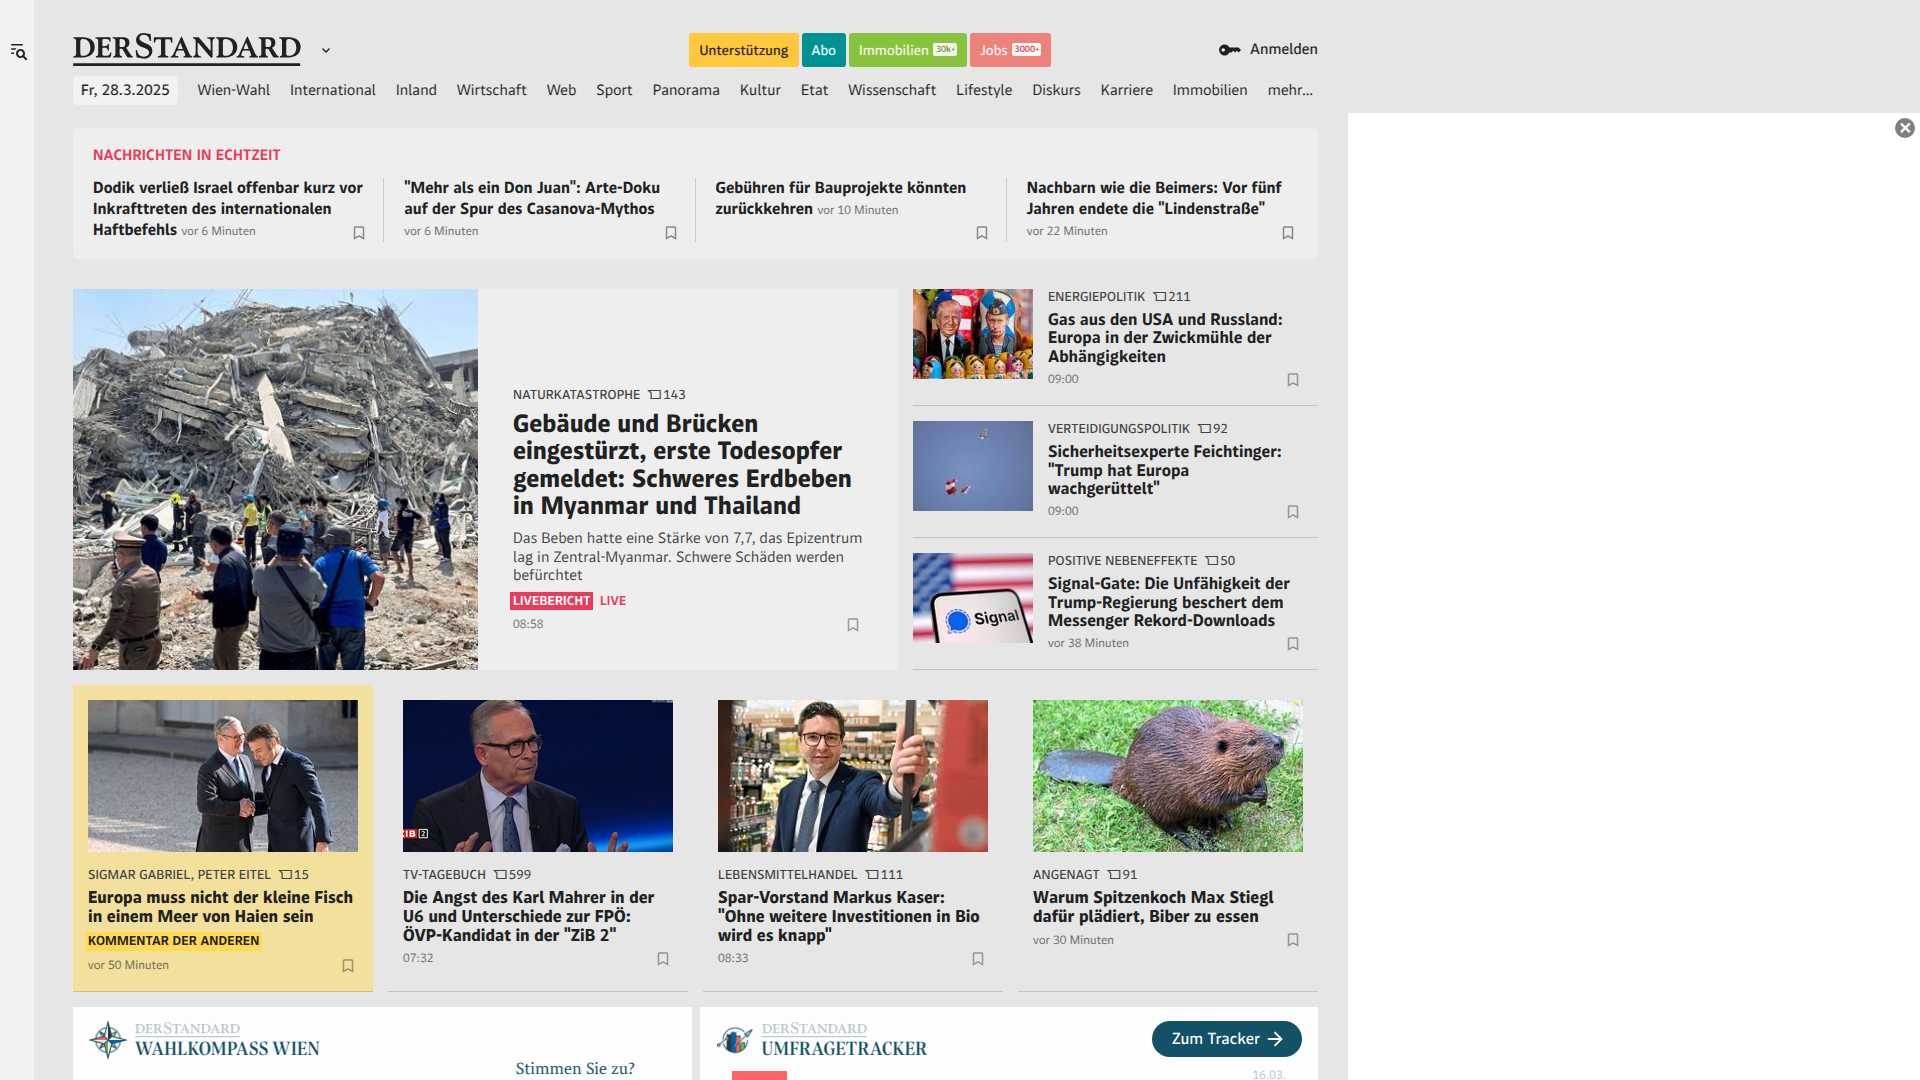 DERSTANDARD
Unterstützung
Abo
Immobilien 30k+
Jobs 3000+
Anmelden
Fr, 28.3.2025
Wien-Wahl
International
Inland
Wirtschaft
Web
Sport
Panorama
Kultur
Etat
Wissenschaft
Lifestyle
Diskurs
Karriere
Immobilien
mehr...
NACHRICHTEN IN ECHTZEIT
Dodik verließ Israel offenbar kurz vor
Inkrafttreten des internationalen
Haftbefehls vor 6 Minuten
"Mehr als ein Don Juan": Arte-Doku
auf der Spur des Casanova-Mythos
vor 6 Minuten
Gebühren für Bauprojekte könnten
zurückkehren vor 10 Minuten
Nachbarn wie die Beimers: Vor fünf
Jahren endete die "Lindenstraße"
vor 22 Minuten
NATURKATASTROPHE 143
Gebäude und Brücken
eingestürzt, erste Todesopfer
gemeldet: Schweres Erdbeben
in Myanmar und Thailand
Das Beben hatte eine Stärke von 7,7, das Epizentrum
lag in Zentral-Myanmar. Schwere Schäden werden
befürchtet
LIVEBERICHT LIVE
08:58
ENERGIEPOLITIK 211
Gas aus den USA und Russland:
Europa in der Zwickmühle der
Abhängigkeiten
09:00
VERTEIDIGUNGSPOLITIK 92
Sicherheitsexperte Feichtinger:
"Trump hat Europa
wachgerüttelt"
09:00
Signal
POSITIVE NEBENEFFEKTE 50
Signal-Gate: Die Unfähigkeit der
Trump-Regierung beschert dem
Messenger Rekord-Downloads
vor 38 Minuten
SIGMAR GABRIEL, PETER EITEL 15
Europa muss nicht der kleine Fisch
in einem Meer von Haien sein
KOMMENTAR DER ANDEREN
vor 50 Minuten
ZIB 2
TV-TAGEBUCH 599
Die Angst des Karl Mahrer in der
U6 und Unterschiede zur FPÖ:
ÖVP-Kandidat in der "ZiB 2"
07:32
LEBENSMITTELHANDEL 111
Spar-Vorstand Markus Kaser:
"Ohne weitere Investitionen in Bio
wird es knapp"
08:33
ANGENAGT 91
Warum Spitzenkoch Max Stiegl
dafür plädiert, Biber zu essen
vor 30 Minuten
DERSTANDARD
WAHLKOMPASS WIEN
Stimmen Sie zu?
DERSTANDARD
UMFRAGETRACKER
Zum Tracker
16.03.